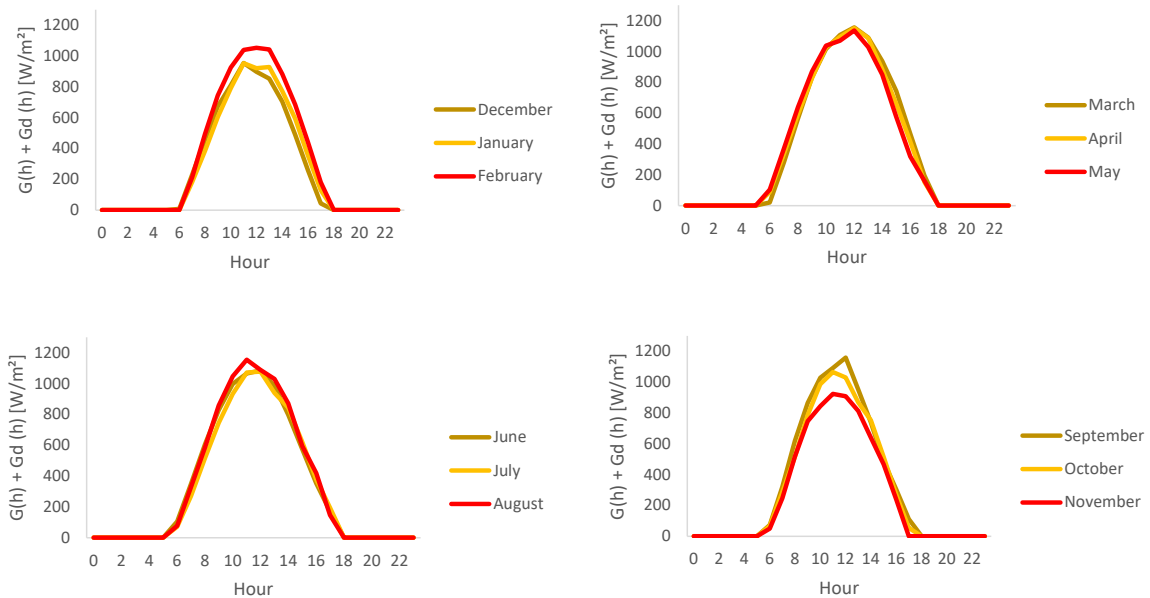 G(h) + Gd (h) [W/m²]
1200
1000
800
600
400
200
0
0 2 4 6 8 10 12 14 16 18 20 22
Hour
December
January
February
G(h) + Gd (h) [W/m²]
1200
1000
800
600
400
200
0
0 2 4 6 8 10 12 14 16 18 20 22
Hour
March
April
May
G(h) + Gd (h) [W/m²]
1200
1000
800
600
400
200
0
0 2 4 6 8 10 12 14 16 18 20 22
Hour
June
July
August
G(h) + Gd (h) [W/m²]
1200
1000
800
600
400
200
0
0 2 4 6 8 10 12 14 16 18 20 22
Hour
September
October
November